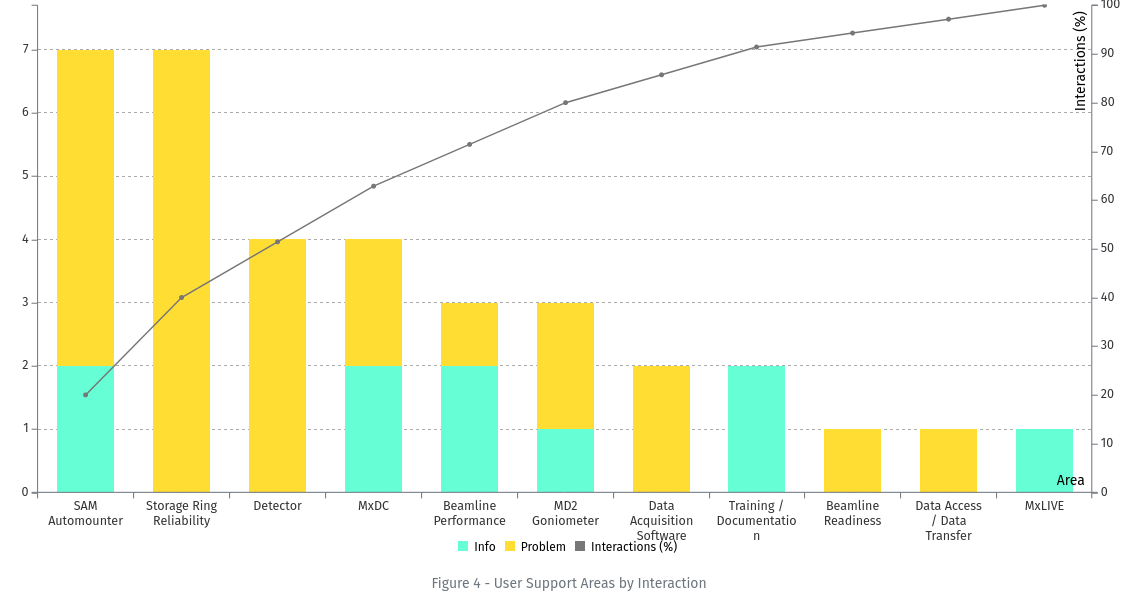 7
6
5
4
3
2
1
0
100
90
80
70
60
50
40
30
20
10
0
Interactions (%)
Area
SAM
Automounter
Storage Ring
Reliability
Detector
MxDC
Beamline
Performance
MD2
Goniometer
Data
Acquisition
Software
Training /
Documentatio
n
Beamline
Readiness
Data Access
/ Data
Transfer
MxLIVE
Info Problem Interactions (%)
Figure 4 - User Support Areas by Interaction